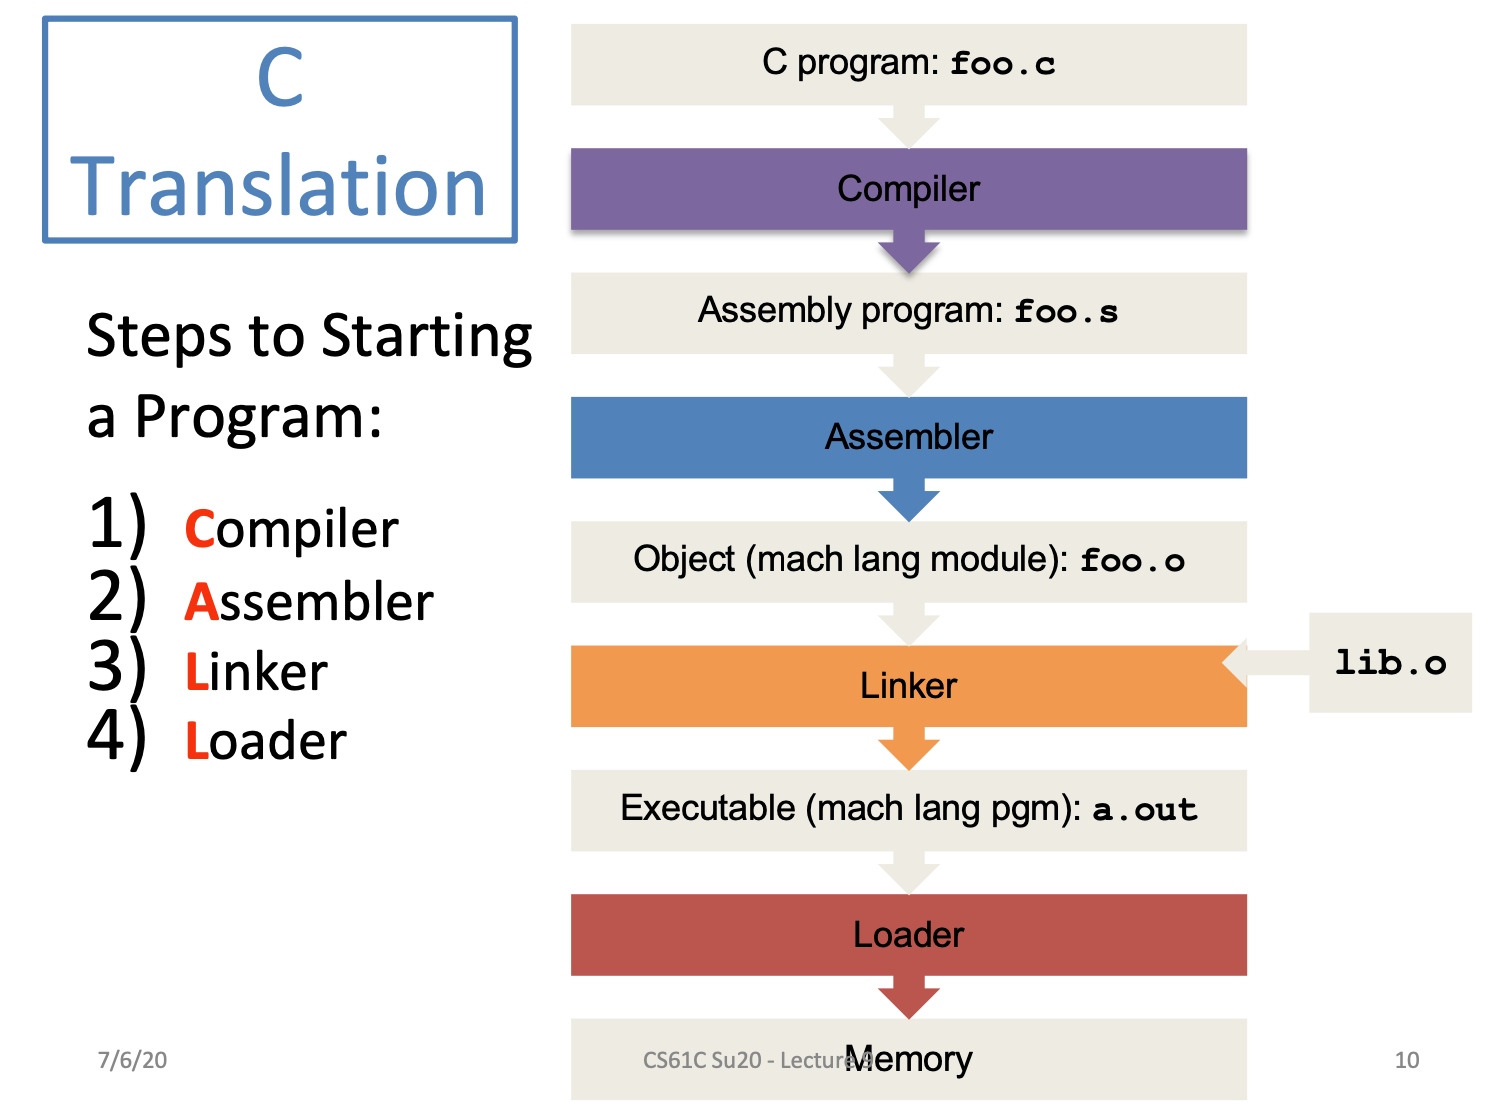 C
Translation
Steps to Starting
a Program:
1) Compiler
2) Assembler
3) Linker
4) Loader
C program: foo.c
Compiler
Assembly program: foo.s
Assembler
Object (mach lang module): foo.o
Linker
lib.o
Executable (mach lang pgm): a.out
Loader
Memory
7/6/20
CS61C Su20 - Lecture 9
10